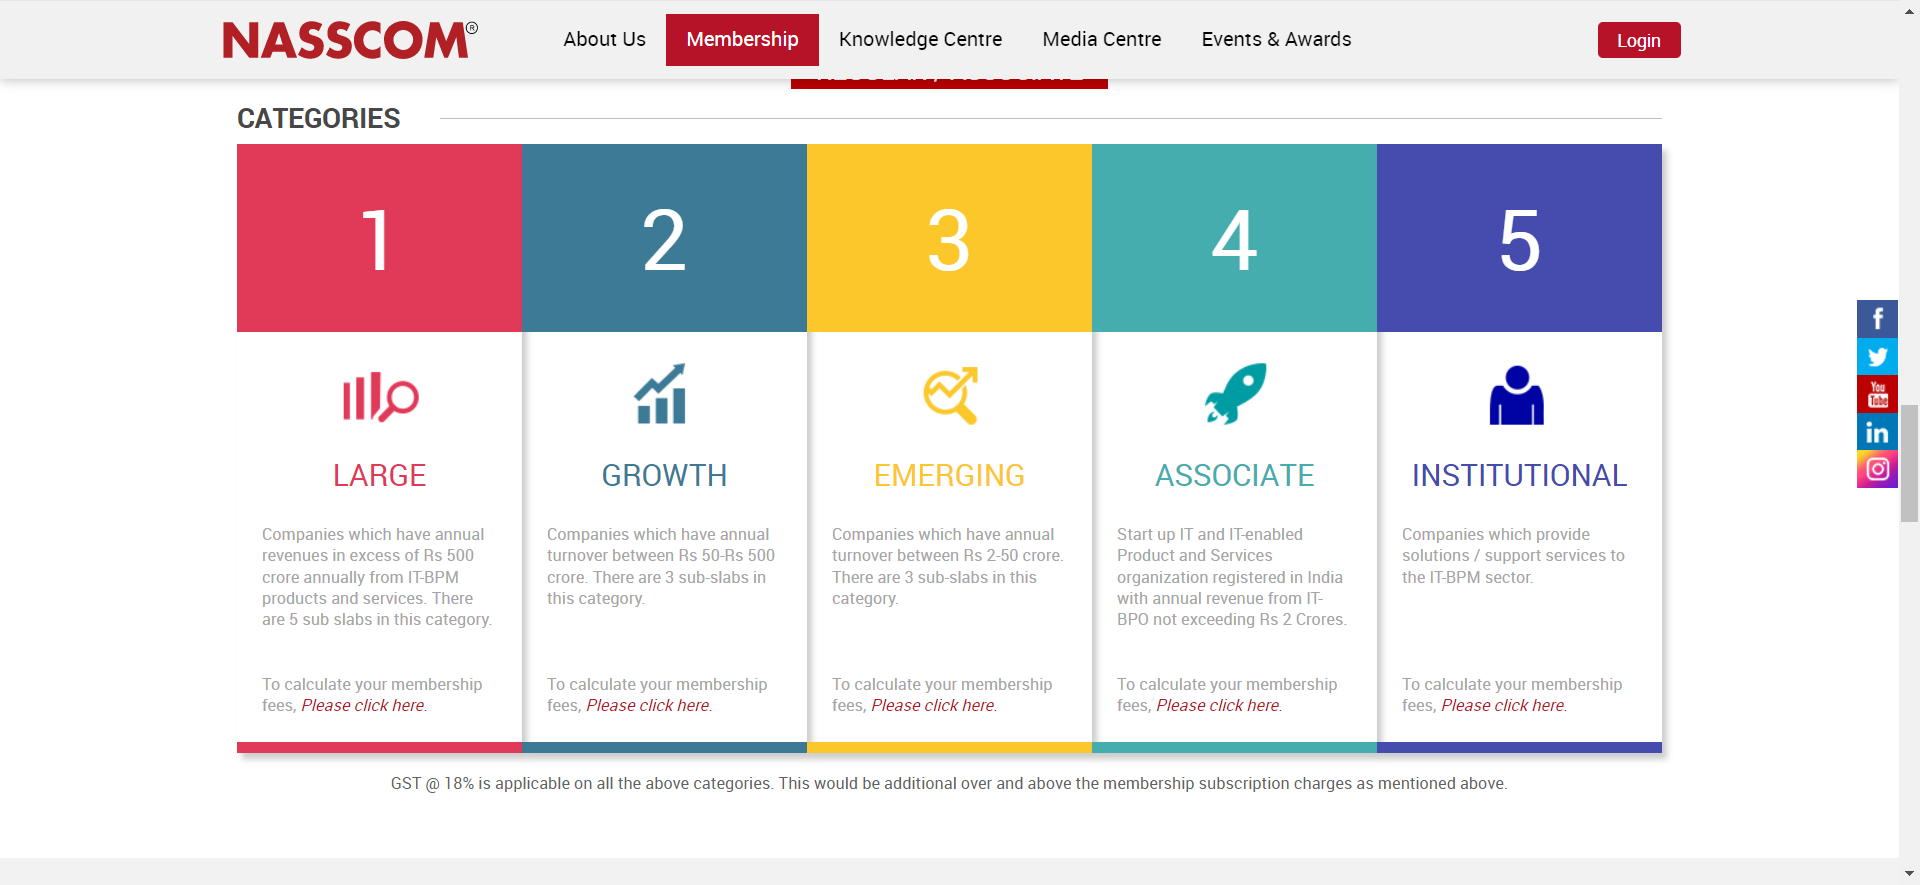 NASSCOM®
About Us
Membership
Knowledge Centre
Media Centre
Events & Awards
Login
CATEGORIES
1
2
3
4
5
LARGE
Companies which have annual
revenues in excess of Rs 500
crore annually from IT-BPM
products and services. There
are 5 sub slabs in this category.
To calculate your membership
fees, Please click here.
GROWTH
Companies which have annual
turnover between Rs 50-Rs 500
crore. There are 3 sub-slabs in
this category.
To calculate your membership
fees, Please click here.
EMERGING
Companies which have annual
turnover between Rs 2-50 crore.
There are 3 sub-slabs in this
category.
To calculate your membership
fees, Please click here.
ASSOCIATE
Start up IT and IT-enabled
Product and Services
organization registered in India
with annual revenue from IT-
BPO not exceeding Rs 2 Crores.
To calculate your membership
fees, Please click here.
INSTITUTIONAL
Companies which provide
solutions / support services to
the IT-BPM sector.
To calculate your membership
fees, Please click here.
GST @ 18% is applicable on all the above categories. This would be additional over and above the membership subscription charges as mentioned above.
f
You
Tube
in